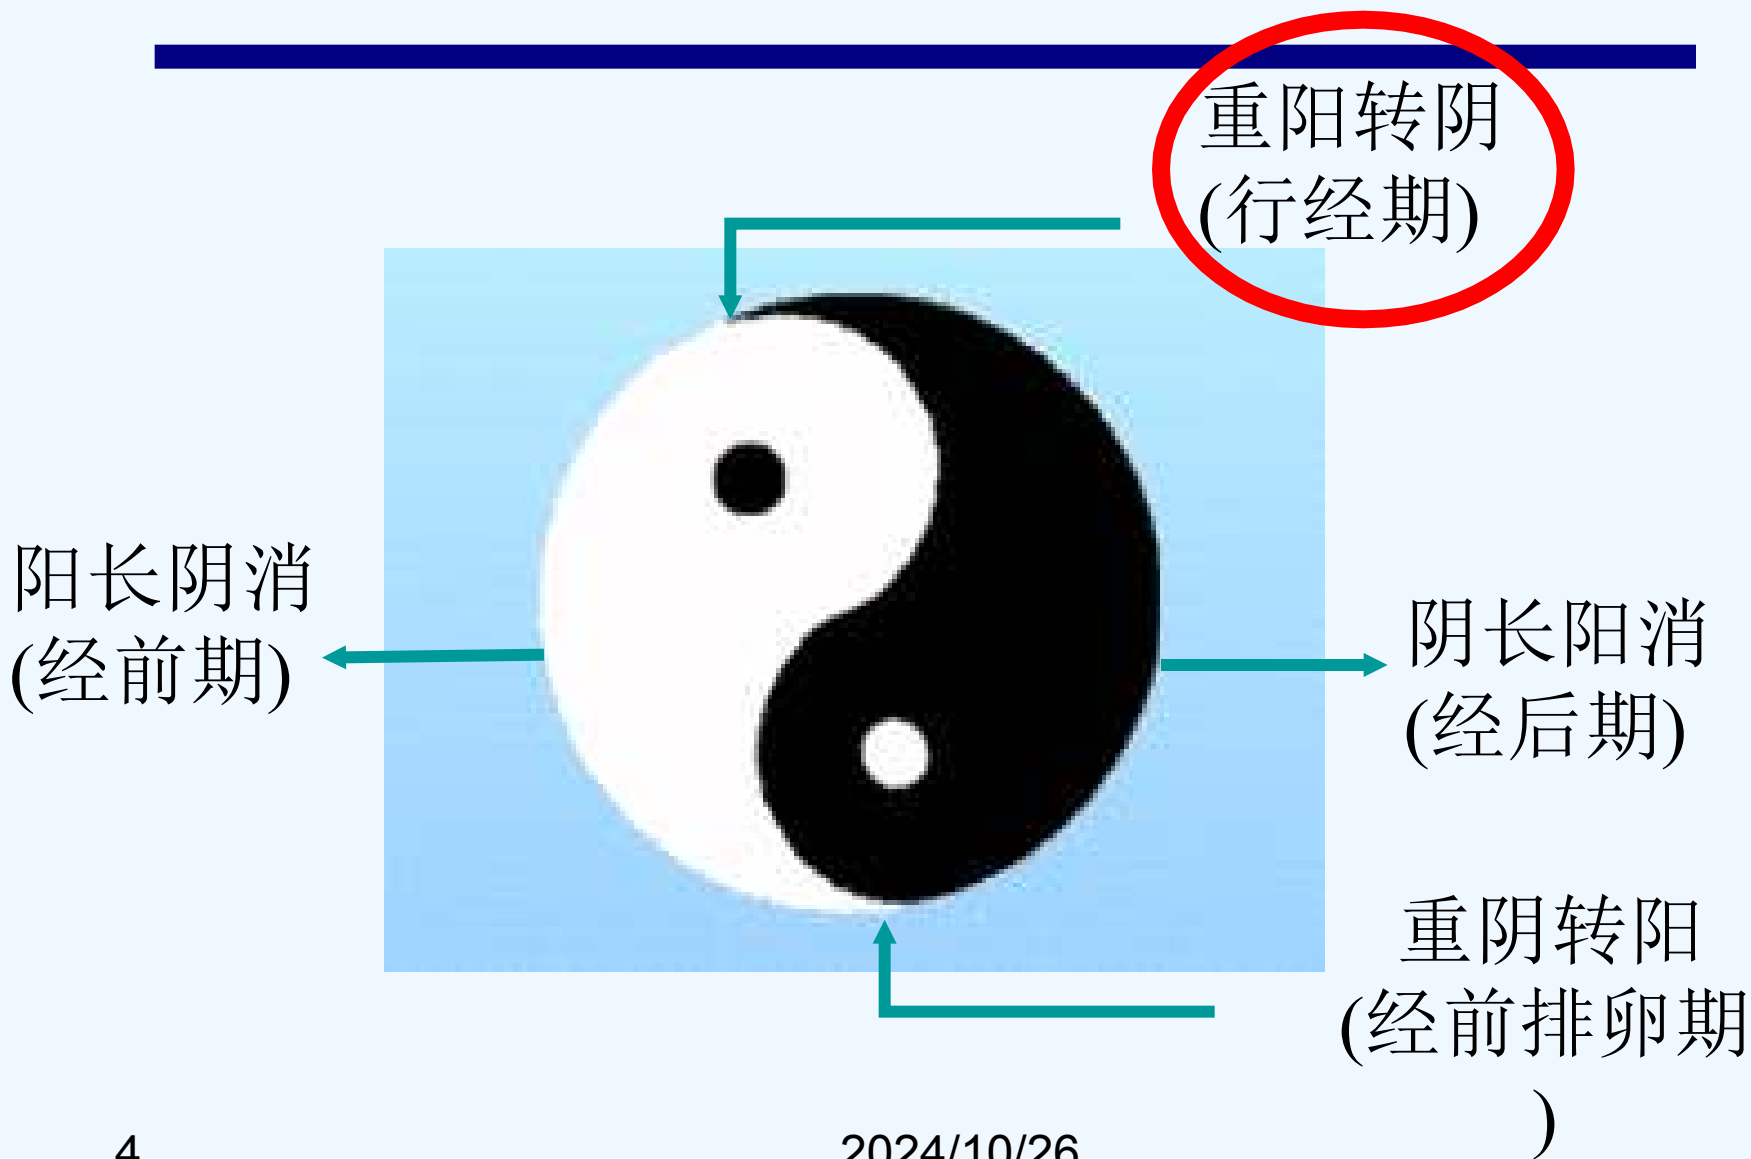 重阳转阴
(行经期)
阳长阴消
(经前期)
阴长阳消
(经后期)
重阴转阳
(经前排卵期
)
4
2024/10/26